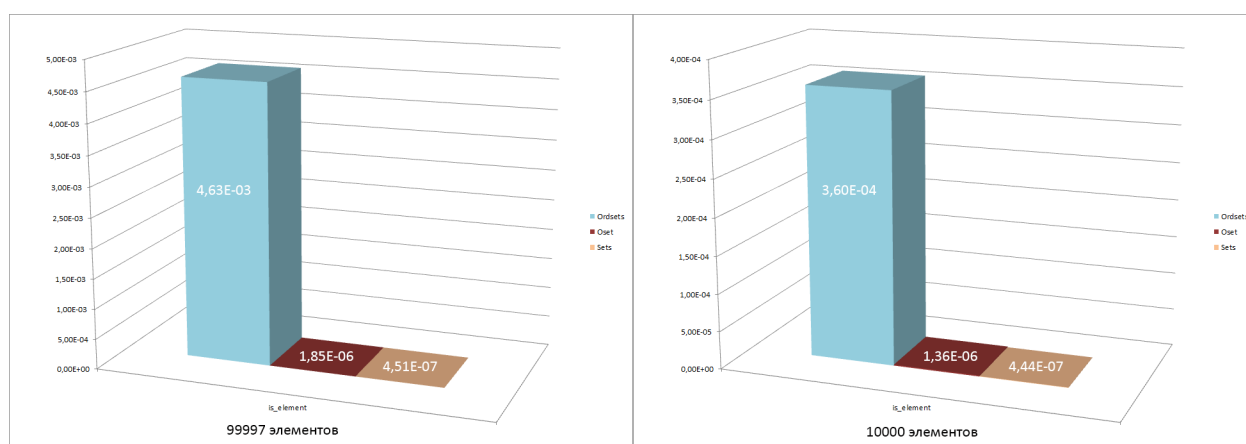 5,00E-03
4,50E-03
4,00E-03
3,50E-03
3,00E-03
2,50E-03
2,00E-03
1,50E-03
1,00E-03
5,00E-04
0,00E+00
4,63E-03
1,85E-06
4,51E-07
Ordsets
Oset
Sets
is_element
99997 элементов
4,00E-04
3,50E-04
3,00E-04
2,50E-04
2,00E-04
1,50E-04
1,00E-04
5,00E-05
0,00E+00
3,60E-04
1,36E-06
4,44E-07
Ordsets
Oset
Sets
is_element
10000 элементов